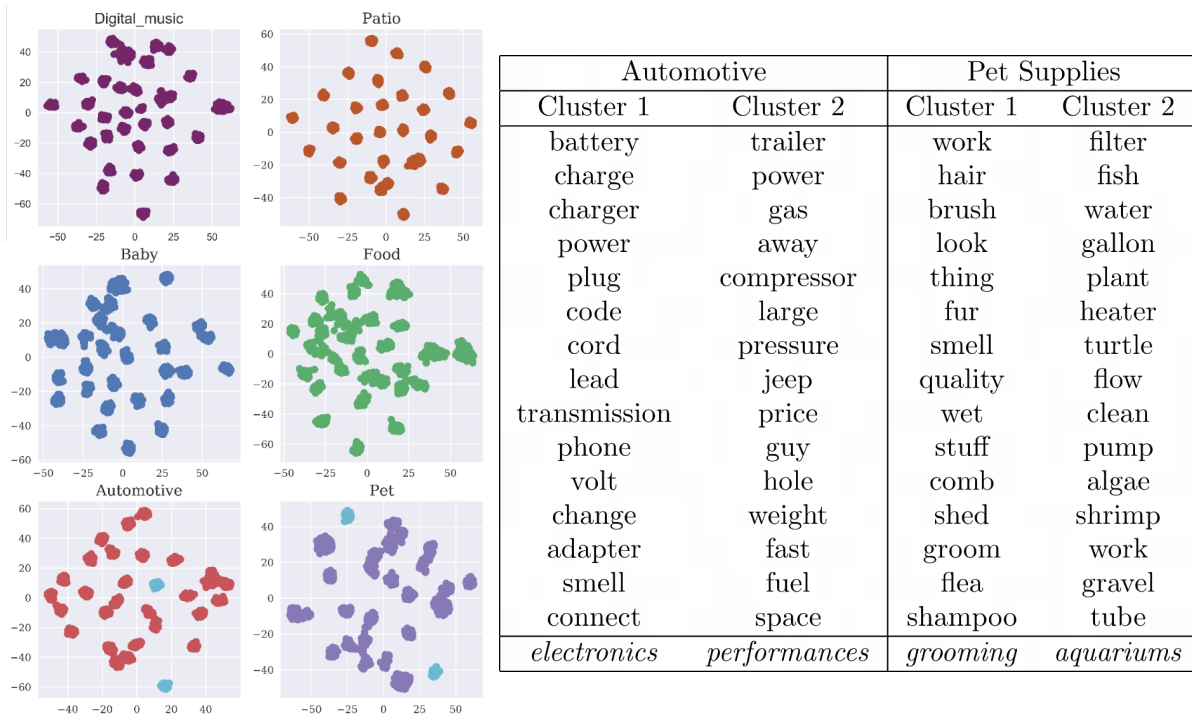 Digital_music
40
20
0
−20
−40
−60
−50 −25 0 25 50
Patio
60
40
20
0
−20
−40
−50 −25 0 25 50
Baby
40
20
0
−20
−40
−60
−50 0 50
Food
40
20
0
−20
−40
−60
−50 −25 0 25 50
Automotive
60
40
20
0
−20
−40
−60
−40 −20 0 20 40
Pet
40
20
0
−20
−40
−50 −25 0 25 50
Automotive Pet Supplies
Cluster 1 Cluster 2 Cluster 1 Cluster 2
battery trailer work filter
charge power hair fish
charger gas brush water
power away look gallon
plug compressor thing plant
code large fur heater
cord pressure smell turtle
lead jeep quality flow
transmission price wet clean
phone guy stuff pump
volt hole comb algae
change weight shed shrimp
adapter fast groom work
smell fuel flea gravel
connect space shampoo tube
electronics performances grooming aquariums